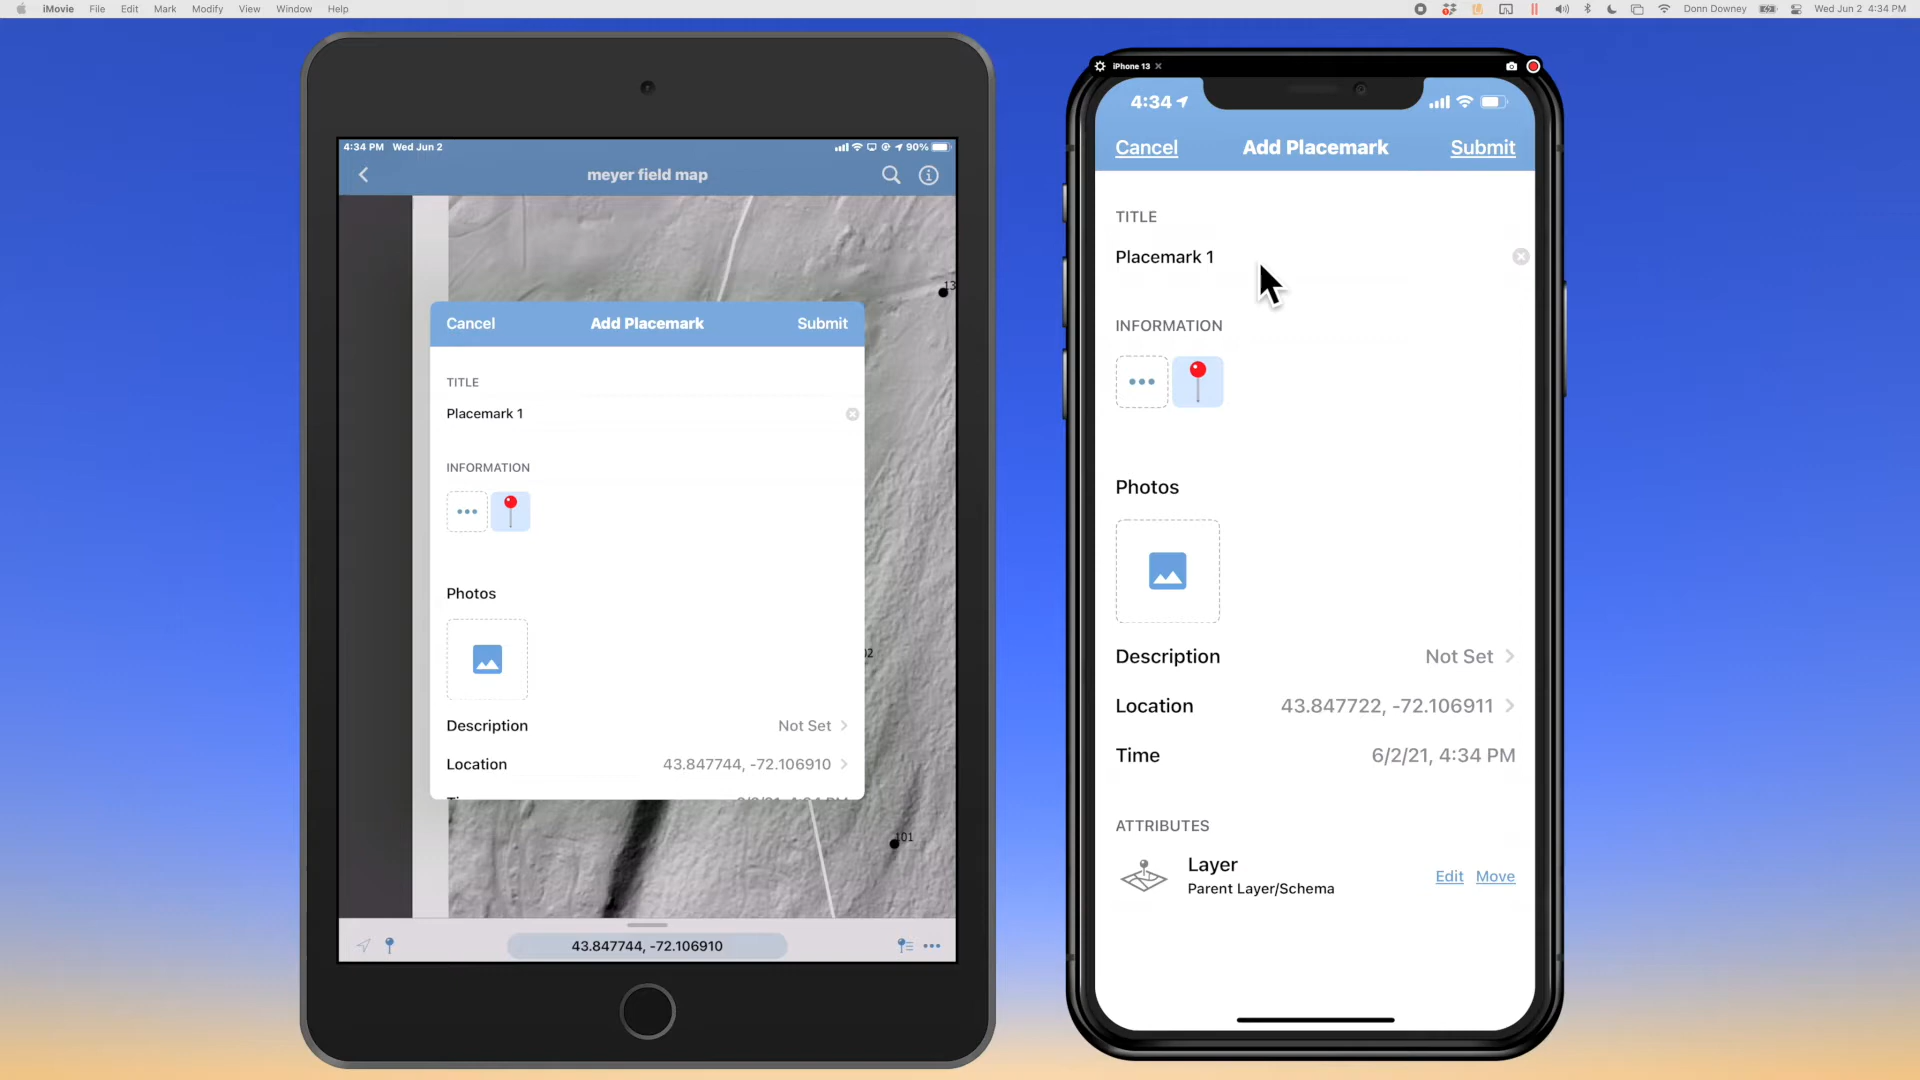 iMovie File Edit Mark Modify View Window Help
Donn Downey Wed Jun 2 4:34 PM
4:34 PM Wed Jun 2
90%
meyer field map
13
Cancel Add Placemark Submit
TITLE
Placemark 1
INFORMATION
Photos
02
Description Not Set
Location 43.847744, -72.106910
101
43.847744, -72.106910
iPhone 13
4:34
Cancel Add Placemark Submit
TITLE
Placemark 1
INFORMATION
Photos
Description Not Set
Location 43.847722, -72.106911
Time 6/2/21, 4:34 PM
ATTRIBUTES
Layer
Parent Layer/Schema
Edit Move